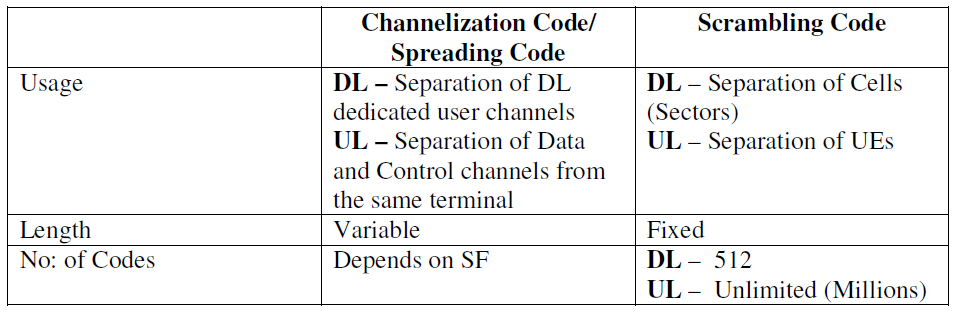 Channelization Code/
Spreading Code
Scrambling Code
Usage
DL – Separation of DL
dedicated user channels
UL – Separation of Data
and Control channels from
the same terminal
DL – Separation of Cells
(Sectors)
UL – Separation of UEs
Length
Variable
Fixed
No: of Codes
Depends on SF
DL – 512
UL – Unlimited (Millions)